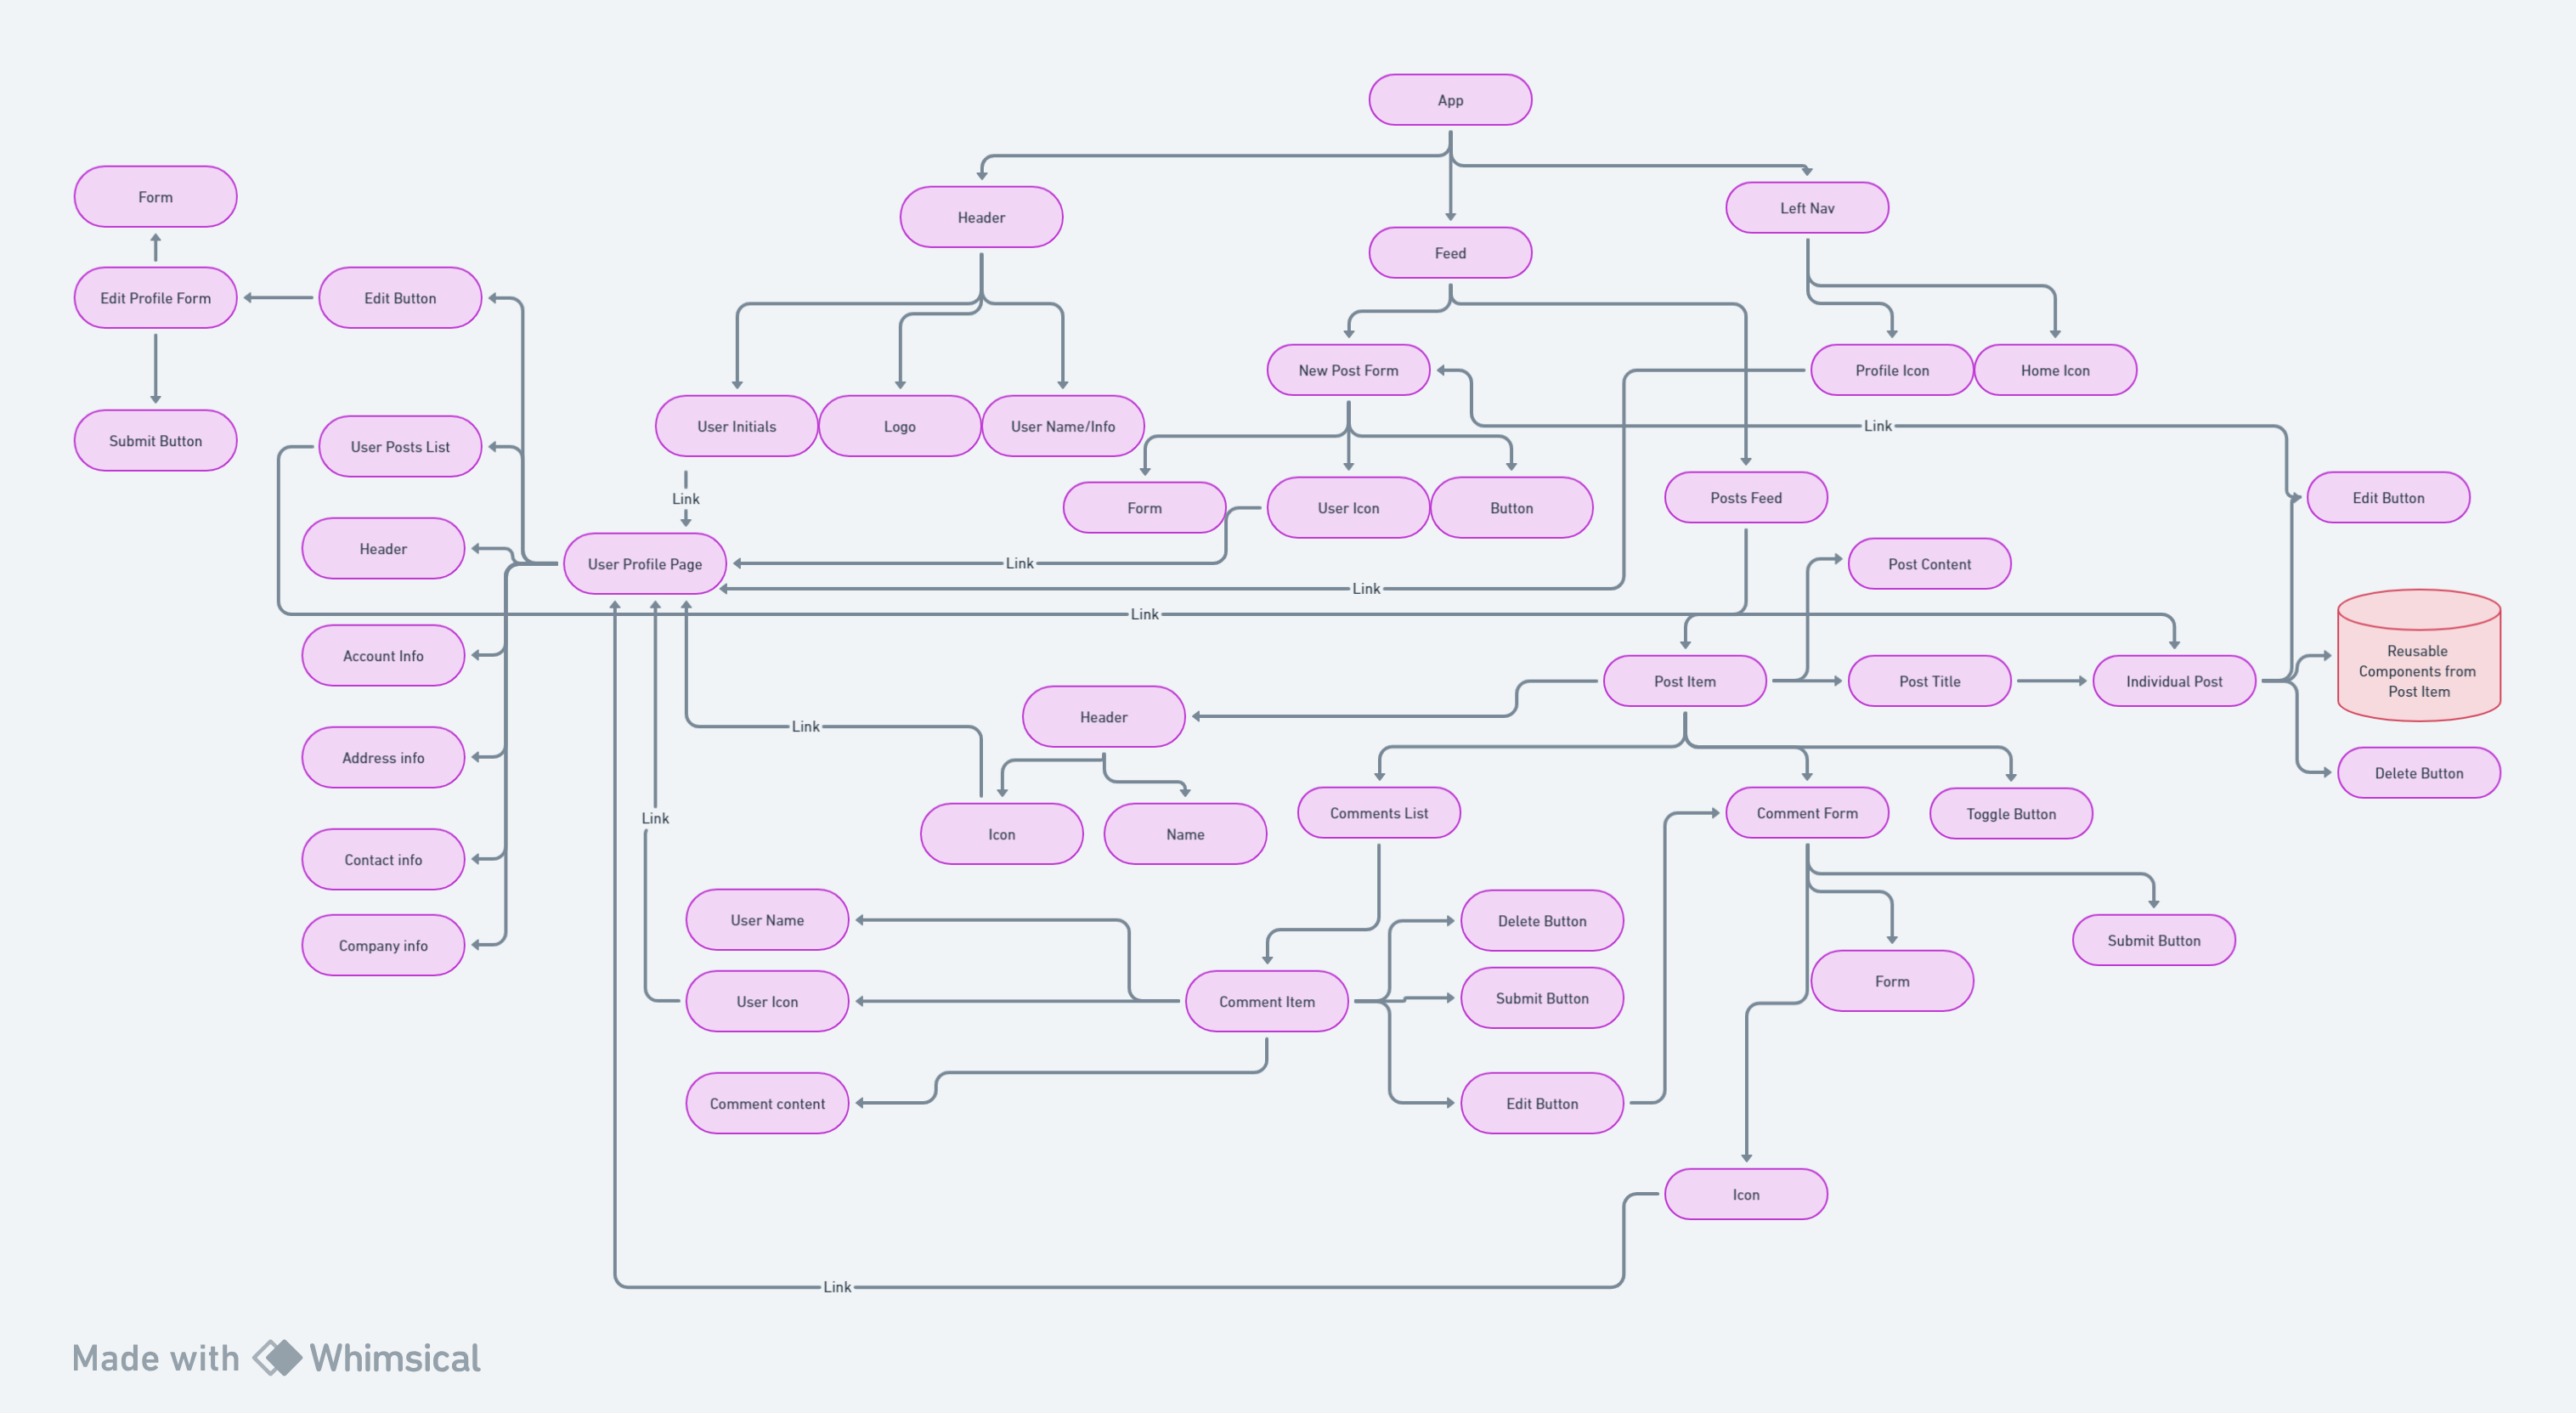 App
Form
Header
Left Nav
Feed
Edit Profile Form
Edit Button
New Post Form
Profile Icon
Home Icon
User Initials
Logo
User Name/Info
Link
Submit Button
User Posts List
Link
Form
User Icon
Button
Posts Feed
Edit Button
Header
User Profile Page
Link
Post Content
Link
Link
Account Info
Post Item
Post Title
Individual Post
Reusable
Components from
Post Item
Header
Link
Address info
Delete Button
Link
Icon
Name
Comments List
Comment Form
Toggle Button
Contact info
User Name
Delete Button
Submit Button
Company info
User Icon
Comment Item
Submit Button
Form
Comment content
Edit Button
Icon
Link
Made with Whimsical